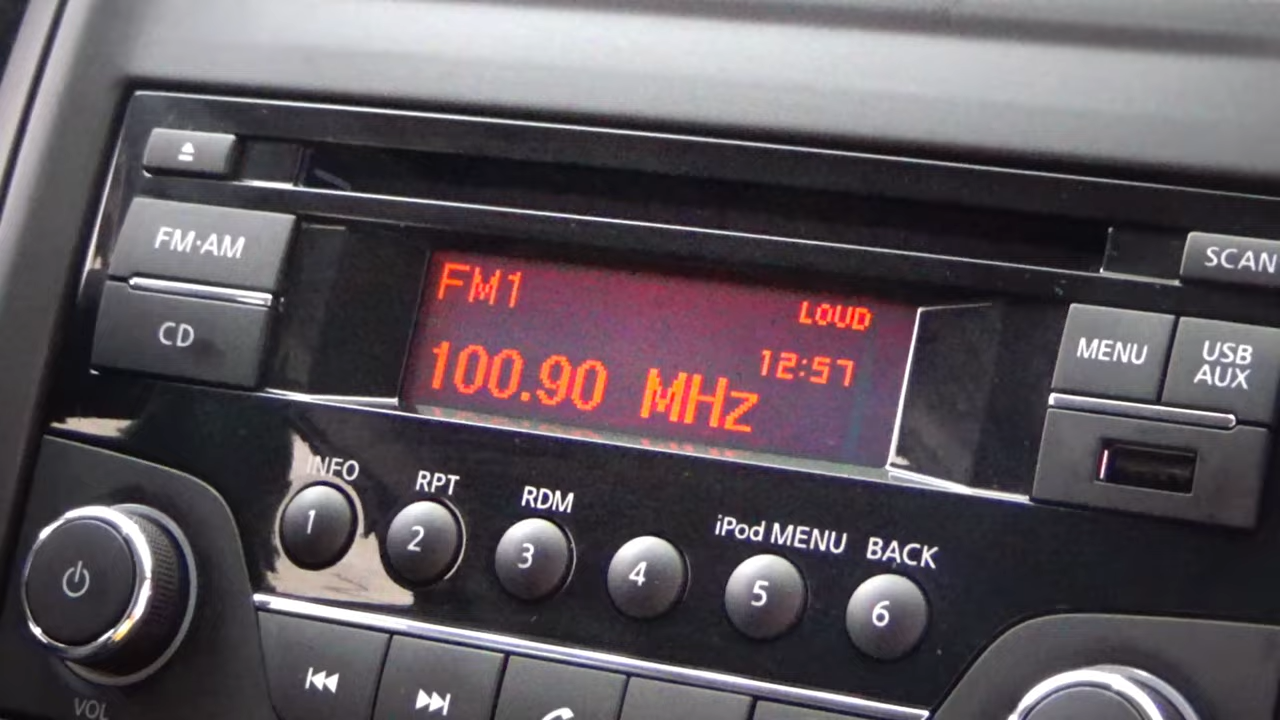 FM·AM
SCAN
CD
FM1
LOUD
12:57
100.90 MHz
MENU
USB
AUX
INFO
RPT
RDM
iPod MENU
BACK
1
2
3
4
5
6
VOL